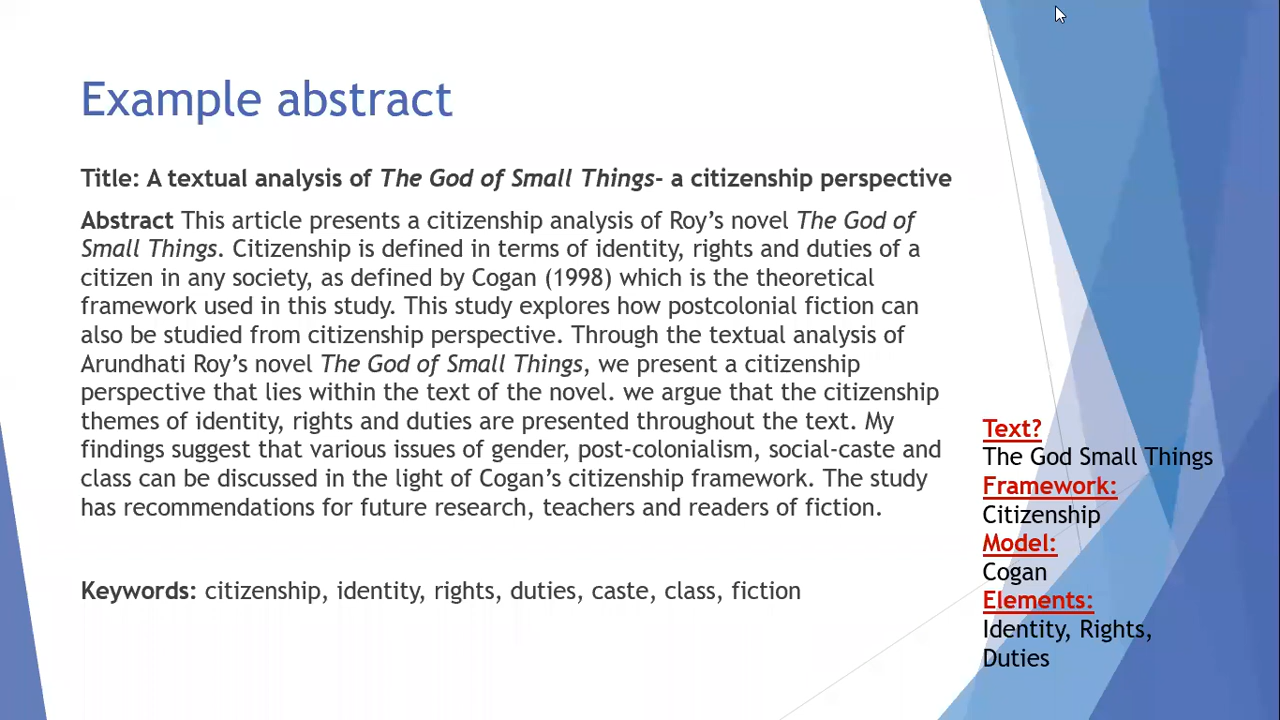 Example abstract
Title: A textual analysis of The God of Small Things- a citizenship perspective
Abstract This article presents a citizenship analysis of Roy’s novel The God of
Small Things. Citizenship is defined in terms of identity, rights and duties of a
citizen in any society, as defined by Cogan (1998) which is the theoretical
framework used in this study. This study explores how postcolonial fiction can
also be studied from citizenship perspective. Through the textual analysis of
Arundhati Roy’s novel The God of Small Things, we present a citizenship
perspective that lies within the text of the novel. we argue that the citizenship
themes of identity, rights and duties are presented throughout the text. My
findings suggest that various issues of gender, post-colonialism, social-caste and
class can be discussed in the light of Cogan’s citizenship framework. The study
has recommendations for future research, teachers and readers of fiction.
Keywords: citizenship, identity, rights, duties, caste, class, fiction
Text?
The God Small Things
Framework:
Citizenship
Model:
Cogan
Elements:
Identity, Rights,
Duties